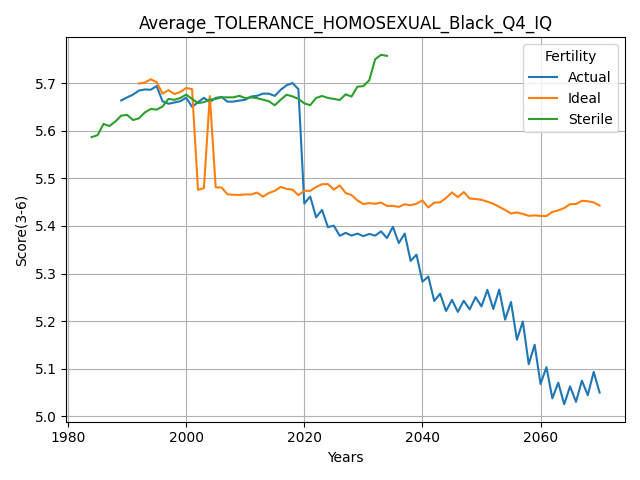 Average_TOLERANCE_HOMOSEXUAL_Black_Q4_IQ
Fertility
Actual
Ideal
Sterile
Score(3-6)
5.7
5.6
5.5
5.4
5.3
5.2
5.1
5.0
1980
2000
2020
2040
2060
Years